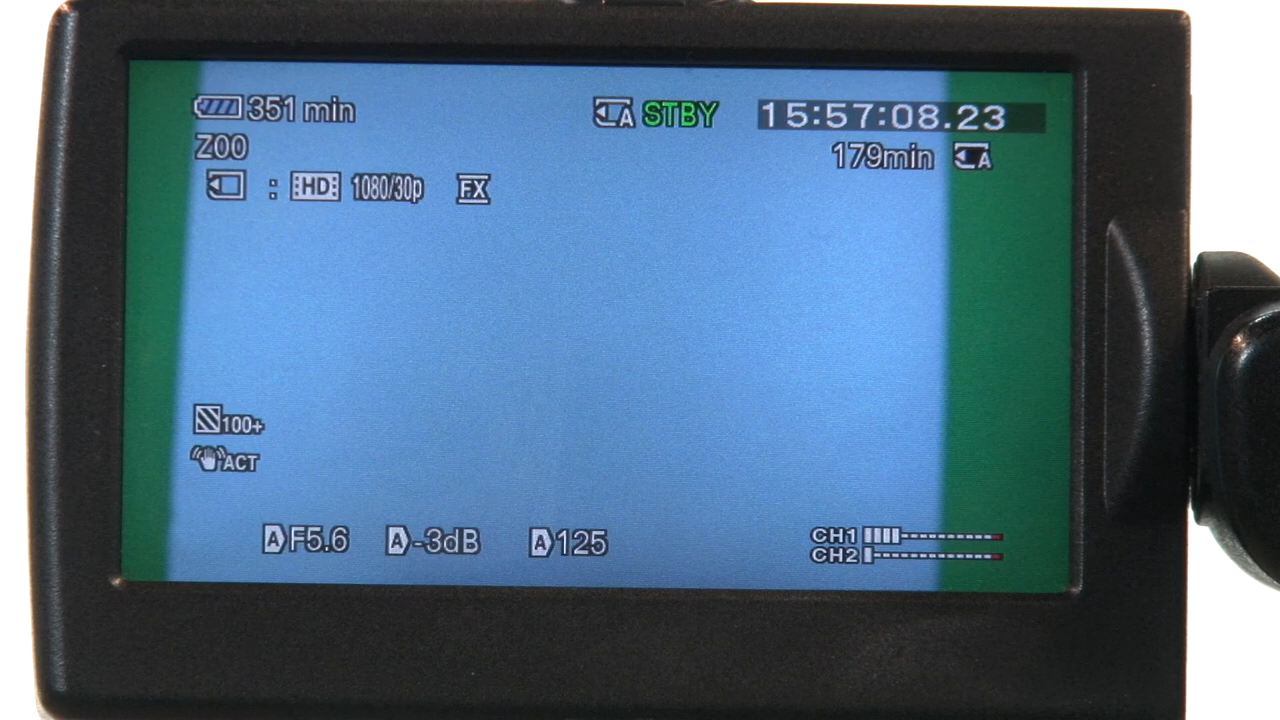 351 min
A STBY 15:57:08.23
Z00
179min A
: HD 1080/30p FX
100+
ACT
A F5.6 A -3dB A 125
CH1
CH2